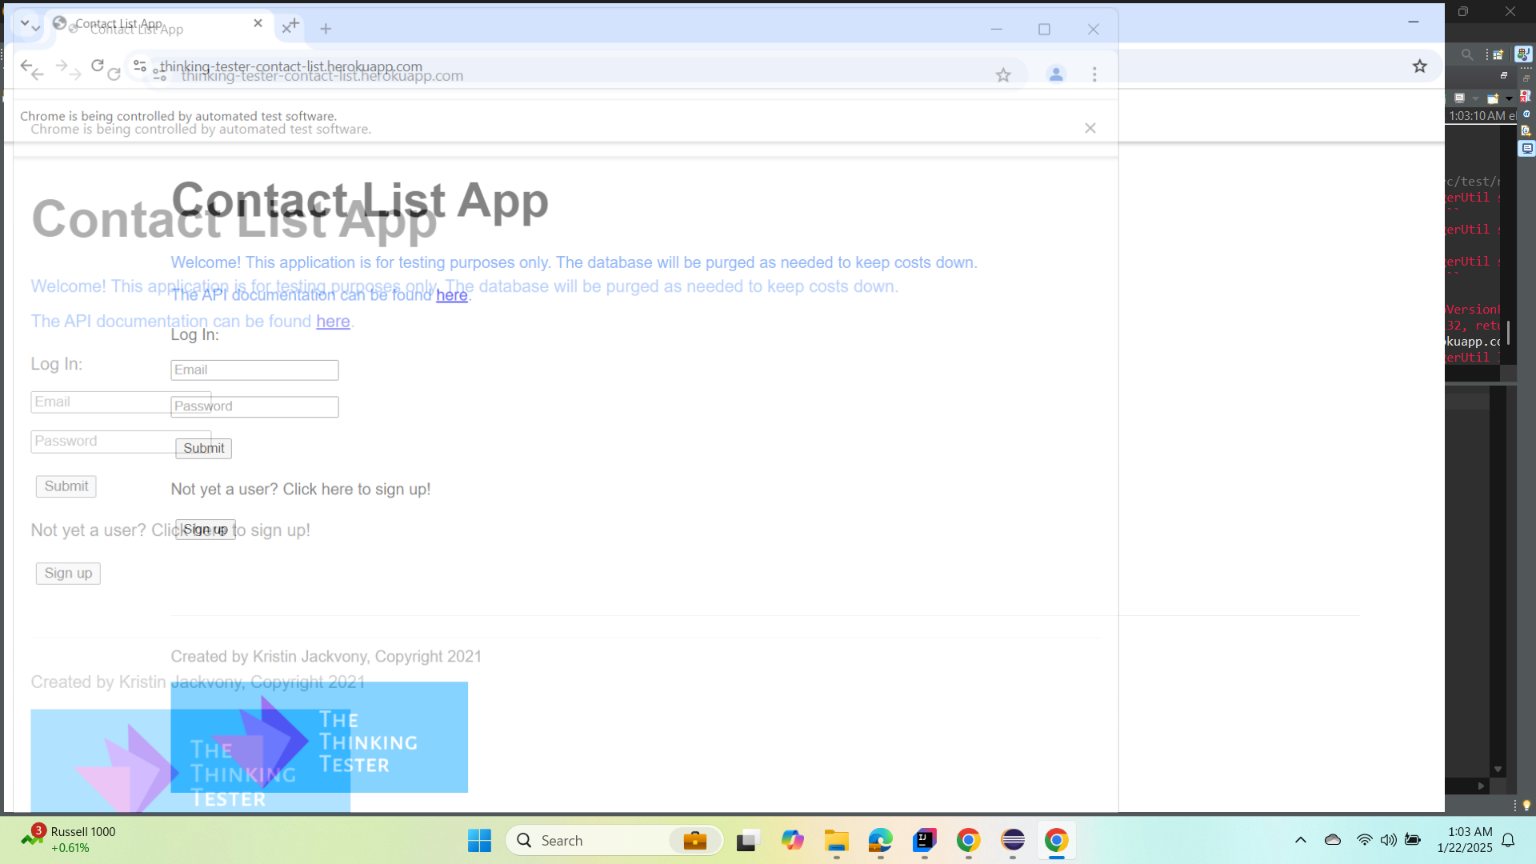 Contact List App
Contact List App
thinking-tester-contact-list.herokuapp.com
thinking-tester-contact-list.herokuapp.com
Chrome is being controlled by automated test software.
Chrome is being controlled by automated test software.
1:03:10 AM
Contact List App
Contact List App
Welcome! This application is for testing purposes only. The database will be purged as needed to keep costs down.
Welcome! This application is for testing purposes only. The database will be purged as needed to keep costs down.
The API documentation can be found here.
The API documentation can be found here.
Log In:
Log In:
Email
Email
Password
Password
Submit
Submit
Not yet a user? Click here to sign up!
Not yet a user? Click here to sign up!
Sign up
Sign up
Created by Kristin Jackvony, Copyright 2021
Created by Kristin Jackvony, Copyright 2021
THE
THINKING
TESTER
THE
THINKING
TESTER
c/test/r
erUtil s
erUtil s
erUtil s
VersionU
32, retu
kuapp.co
erUtil l
3
Russell 1000
+0.61%
Search
1:03 AM
1/22/2025